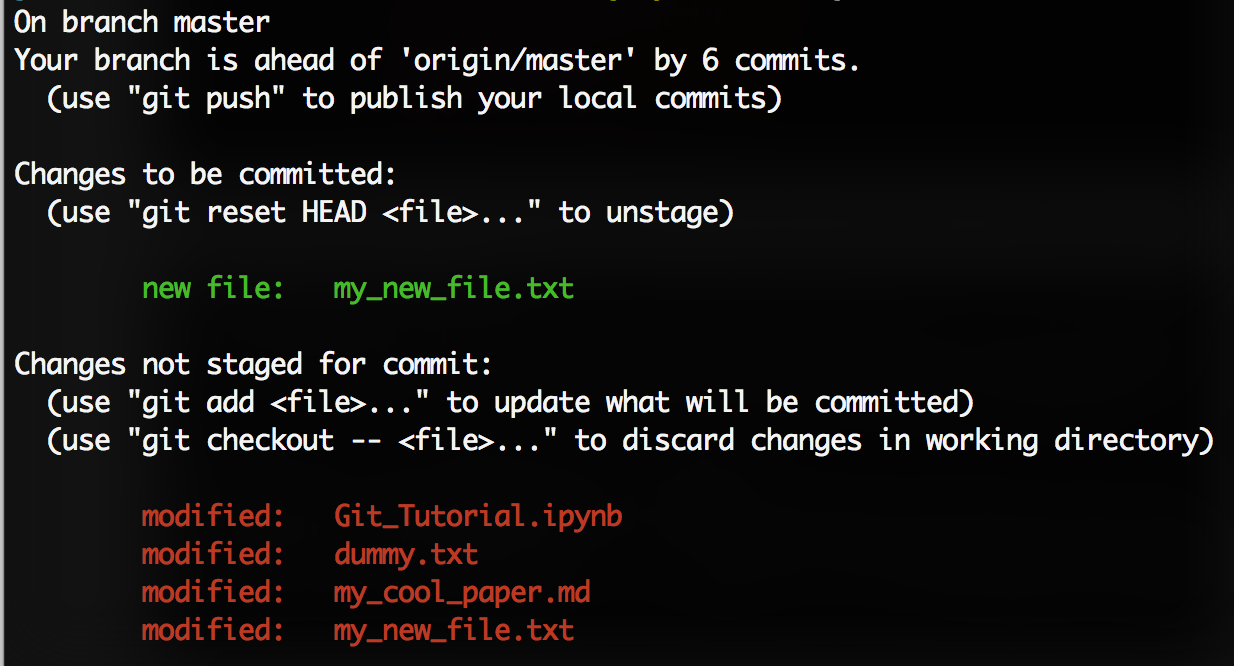 On branch master
Your branch is ahead of 'origin/master' by 6 commits.
  (use "git push" to publish your local commits)

Changes to be committed:
  (use "git reset HEAD <file>..." to unstage)

        new file:   my_new_file.txt

Changes not staged for commit:
  (use "git add <file>..." to update what will be committed)
  (use "git checkout -- <file>..." to discard changes in working directory)

        modified:   Git_Tutorial.ipynb
        modified:   dummy.txt
        modified:   my_cool_paper.md
        modified:   my_new_file.txt